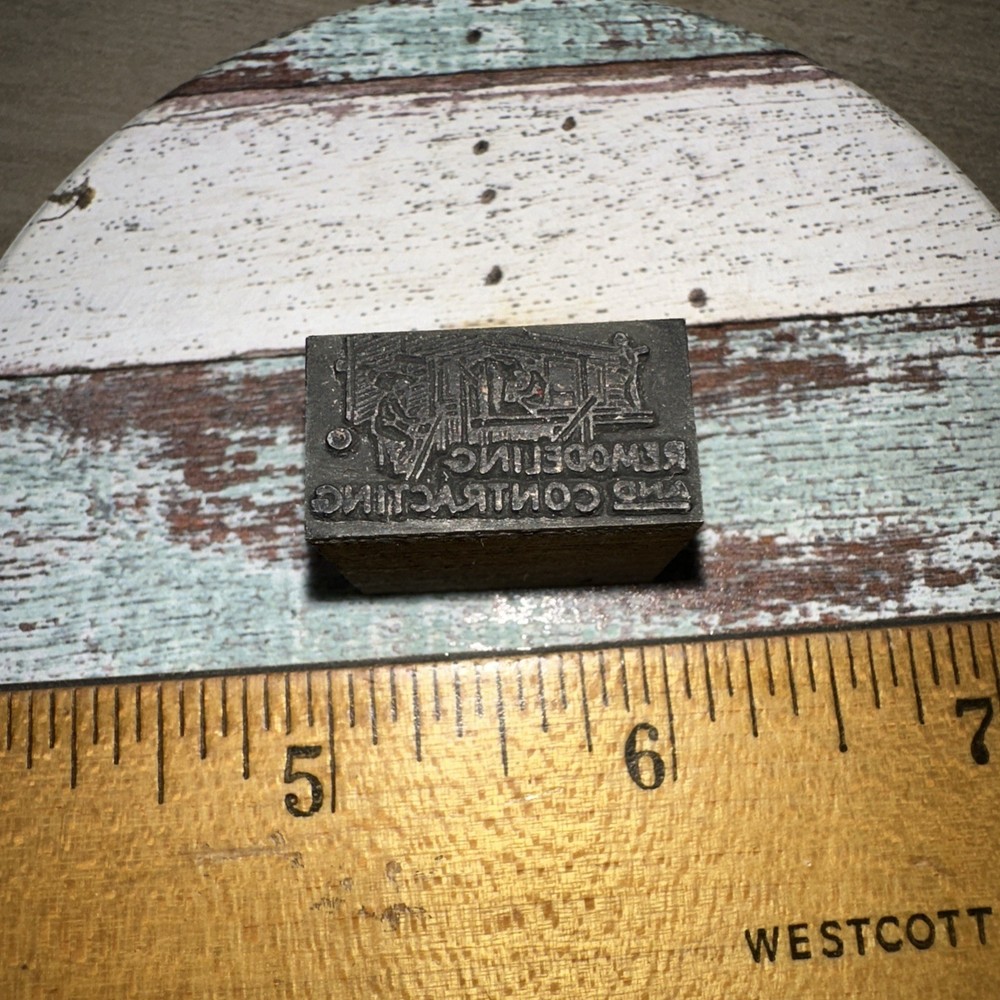 REMODELING
AND CONTRACTING
5 6 7
WESTCOTT